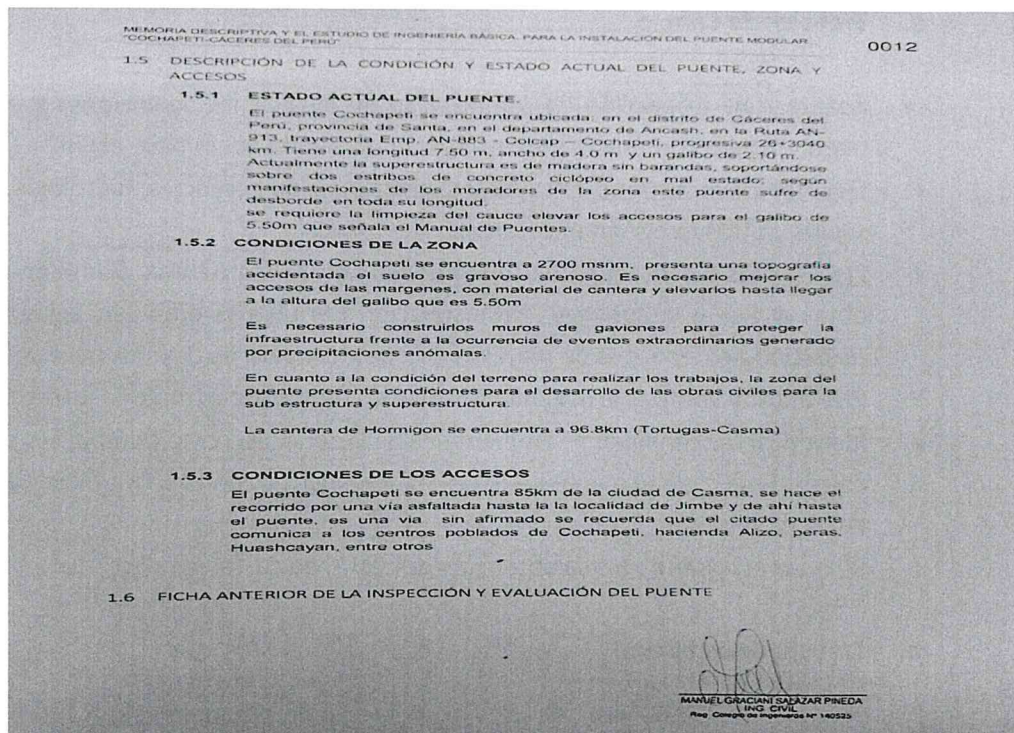 MEMORIA DESCRIPTIVA Y EL ESTUDIO DE INGENIERÍA BÁSICA, PARA LA INSTALACIÓN DEL PUENTE MODULAR
"COCHAPETI-CÁCERES DEL PERÚ"
0012
1.5 DESCRIPCIÓN DE LA CONDICIÓN Y ESTADO ACTUAL DEL PUENTE, ZONA Y
ACCESOS
1.5.1 ESTADO ACTUAL DEL PUENTE.
El puente Cochapeti se encuentra ubicada: en el distrito de Cáceres del
Perú, provincia de Santa, en el departamento de Ancash, en la Ruta AN-
913, trayectoria Emp. AN-883 - Colcap – Cochapeti, progresiva 26+3040
km. Tiene una longitud 7.50 m, ancho de 4.0 m y un galibo de 2.10 m.
Actualmente la superestructura es de madera sin barandas, soportándose
sobre dos estribos de concreto ciclópeo en mal estado; según
manifestaciones de los moradores de la zona este puente sufre de
desborde en toda su longitud.
se requiere la limpieza del cauce elevar los accesos para el galibo de
5.50m que señala el Manual de Puentes.
1.5.2 CONDICIONES DE LA ZONA
El puente Cochapeti se encuentra a 2700 msnm, presenta una topografía
accidentada el suelo es gravoso arenoso. Es necesario mejorar los
accesos de las margenes, con material de cantera y elevarlos hasta llegar
a la altura del galibo que es 5.50m
Es necesario construirlos muros de gaviones para proteger la
infraestructura frente a la ocurrencia de eventos extraordinarios generado
por precipitaciones anómalas.
En cuanto a la condición del terreno para realizar los trabajos, la zona del
puente presenta condiciones para el desarrollo de las obras civiles para la
sub estructura y superestructura.
La cantera de Hormigon se encuentra a 96.8km (Tortugas-Casma)
1.5.3 CONDICIONES DE LOS ACCESOS
El puente Cochapeti se encuentra 85km de la ciudad de Casma, se hace el
recorrido por una vía asfaltada hasta la la localidad de Jimbe y de ahí hasta
el puente, es una via sin afirmado se recuerda que el citado puente
comunica a los centros poblados de Cochapeti, hacienda Alizo, peras,
Huashcayan, entre otros
1.6 FICHA ANTERIOR DE LA INSPECCIÓN Y EVALUACIÓN DEL PUENTE
MANUEL GRACIANI SALAZAR PINEDA
ING. CIVIL
Reg. Colegio de Ingenieros N° 140525